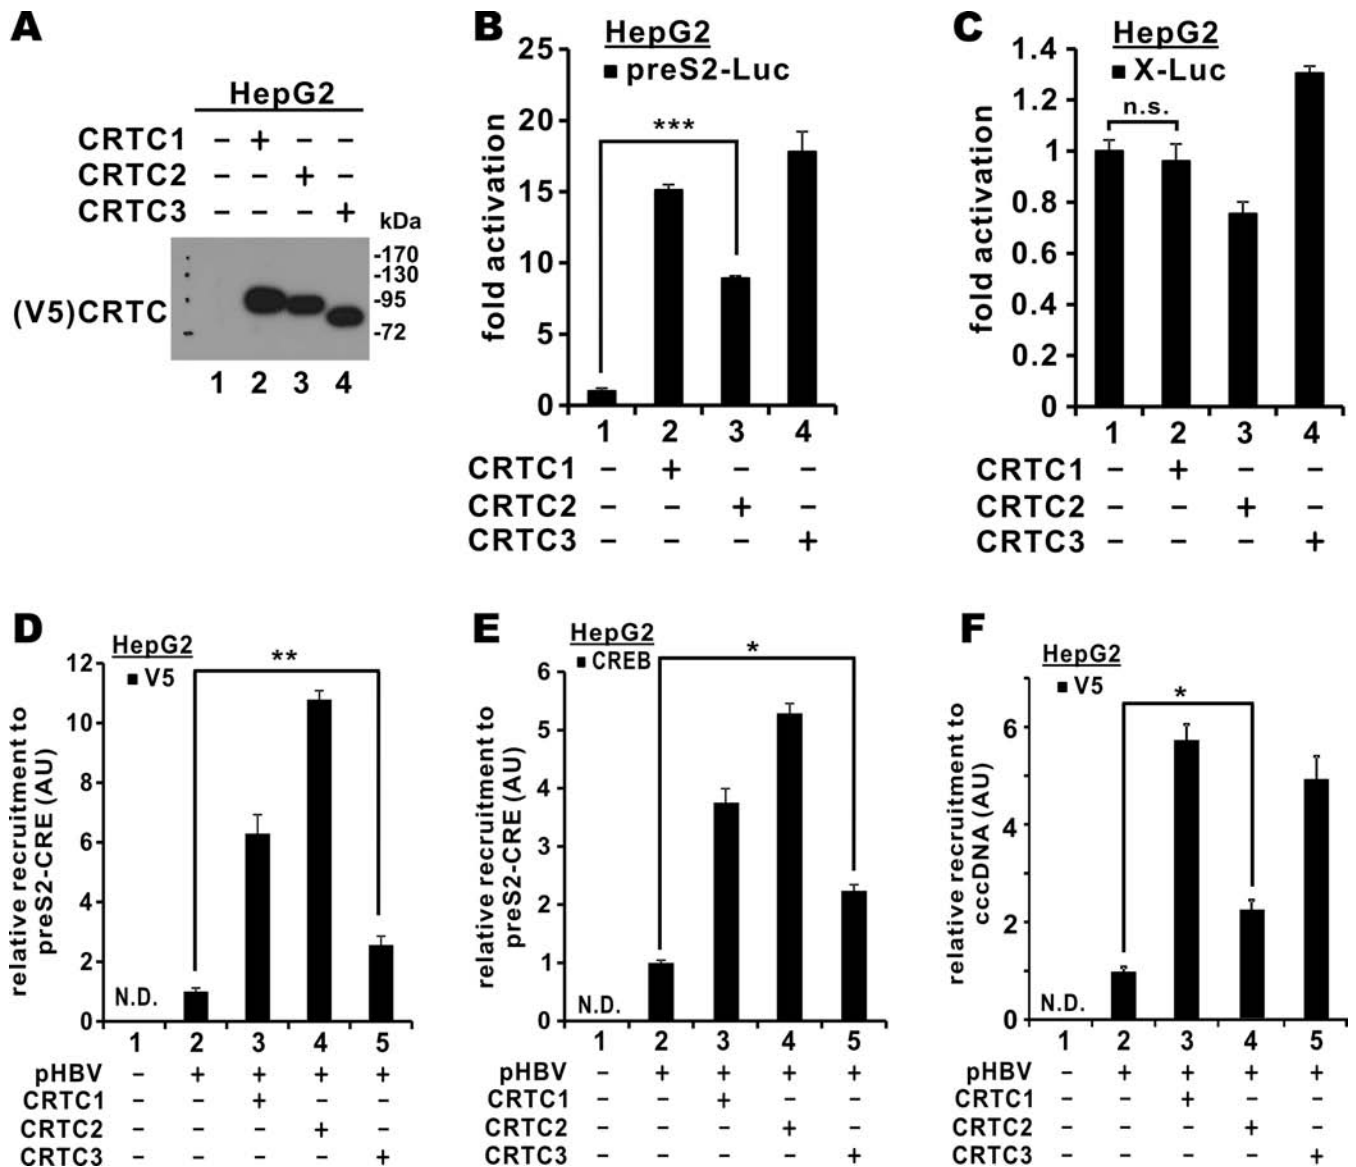 A
HepG2
CRTC1 – + – –
CRTC2 – – + –
CRTC3 – – – +
kDa
-170
-130
(V5)CRTC
-95
-72
1 2 3 4
B
HepG2
■ preS2-Luc
fold activation
25
20
15
10
5
0
***
1 2 3 4
CRTC1 – + – –
CRTC2 – – + –
CRTC3 – – – +
C
HepG2
■ X-Luc
fold activation
1.4
1.2
1
0.8
0.6
0.4
0.2
0
n.s.
1 2 3 4
CRTC1 – + – –
CRTC2 – – + –
CRTC3 – – – +
D
HepG2
■ V5
relative recruitment to
preS2-CRE (AU)
12
10
8
6
4
2
0
**
N.D.
1 2 3 4 5
pHBV – + + + +
CRTC1 – – + – –
CRTC2 – – – + –
CRTC3 – – – – +
E
HepG2
■ CREB
relative recruitment to
preS2-CRE (AU)
6
5
4
3
2
1
0
*
N.D.
1 2 3 4 5
pHBV – + + + +
CRTC1 – – + – –
CRTC2 – – – + –
CRTC3 – – – – +
F
HepG2
■ V5
relative recruitment to
cccDNA (AU)
6
4
2
0
*
N.D.
1 2 3 4 5
pHBV – + + + +
CRTC1 – – + – –
CRTC2 – – – + –
CRTC3 – – – – +